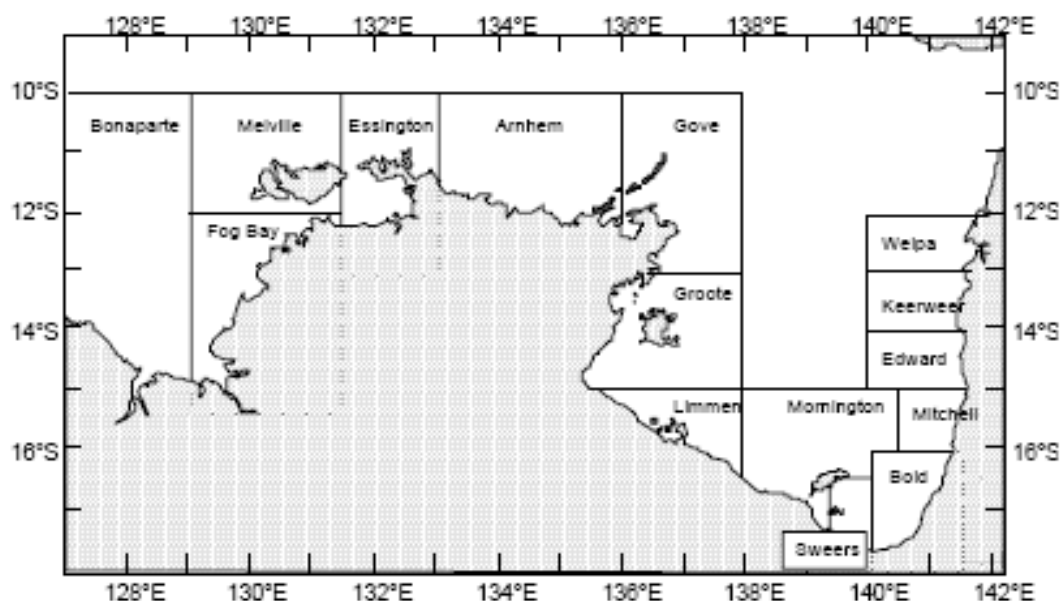 128°E 130°E 132°E 134°E 136°E 138°E 140°E 142°E
10°S 10°S
Bonaparte Melville Essington Arnhem Gove
12°S 12°S
Fog Bay Weipa
Groote Keerweer
14°S 14°S
Edward
Limmen Mornington Mitchell
16°S 16°S
Bold
Sweers
128°E 130°E 132°E 134°E 136°E 138°E 140°E 142°E